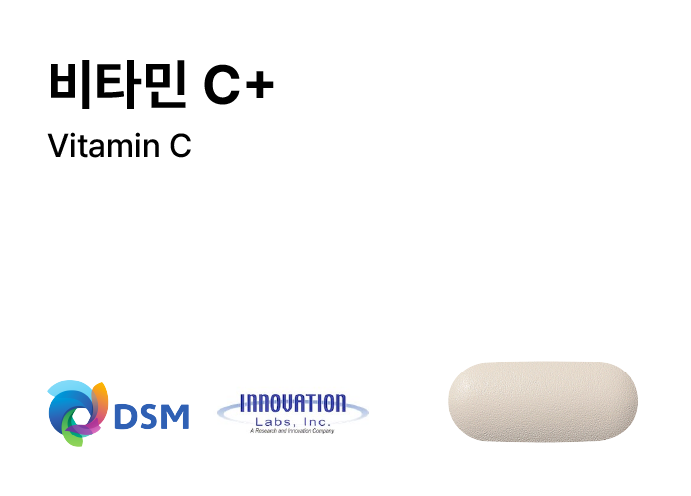 비타민 C+
Vitamin C
DSM
INNOVATION
Labs, Inc.
A Research and Innovation Company